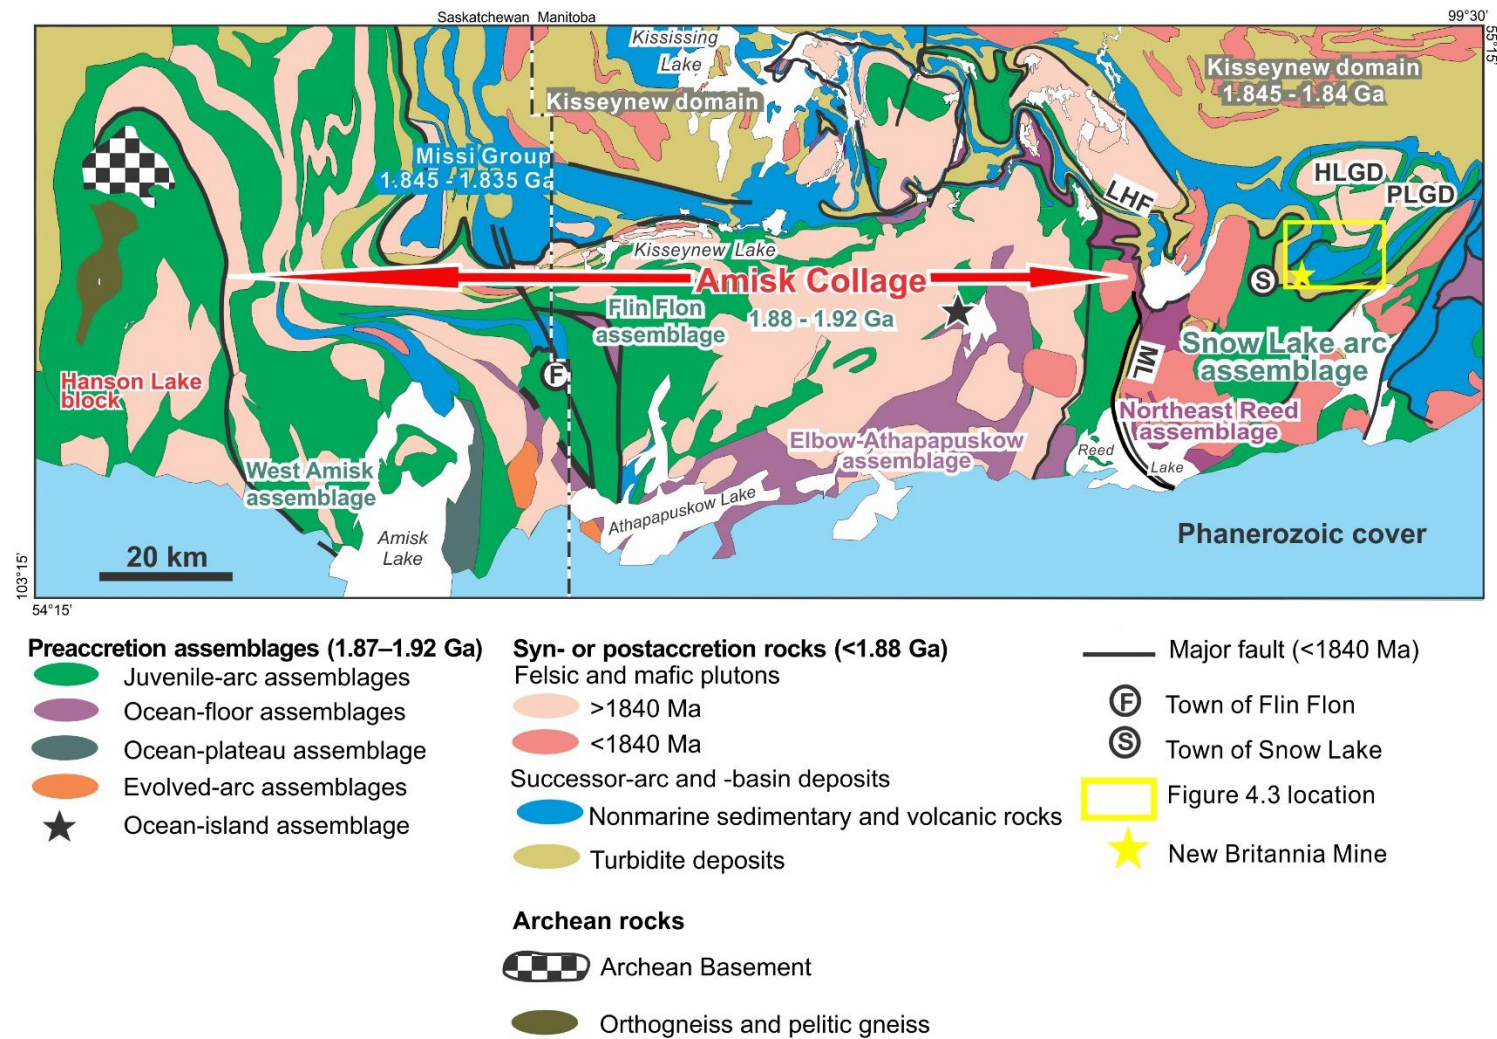 Saskatchewan Manitoba
99°30'
55°15'
Kississing
Lake
Kisseynew domain
Kisseynew domain
1.845 - 1.84 Ga
Missi Group
1.845 - 1.835 Ga
HLGD
PLGD
LHF
Kisseynew Lake
Amisk Collage
S
Flin Flon
assemblage
1.88 - 1.92 Ga
F
ML
Snow Lake arc
assemblage
Hanson Lake
block
Northeast Reed
assemblage
Elbow-Athapapuskow
assemblage
Reed
Lake
West Amisk
assemblage
Athapapuskow Lake
Amisk
Lake
Phanerozoic cover
20 km
103°15'
54°15'
Preaccretion assemblages (1.87–1.92 Ga)
Juvenile-arc assemblages
Ocean-floor assemblages
Ocean-plateau assemblage
Evolved-arc assemblages
Ocean-island assemblage
Syn- or postaccretion rocks (<1.88 Ga)
Felsic and mafic plutons
>1840 Ma
<1840 Ma
Successor-arc and -basin deposits
Nonmarine sedimentary and volcanic rocks
Turbidite deposits
Archean rocks
Archean Basement
Orthogneiss and pelitic gneiss
Major fault (<1840 Ma)
F Town of Flin Flon
S Town of Snow Lake
Figure 4.3 location
New Britannia Mine